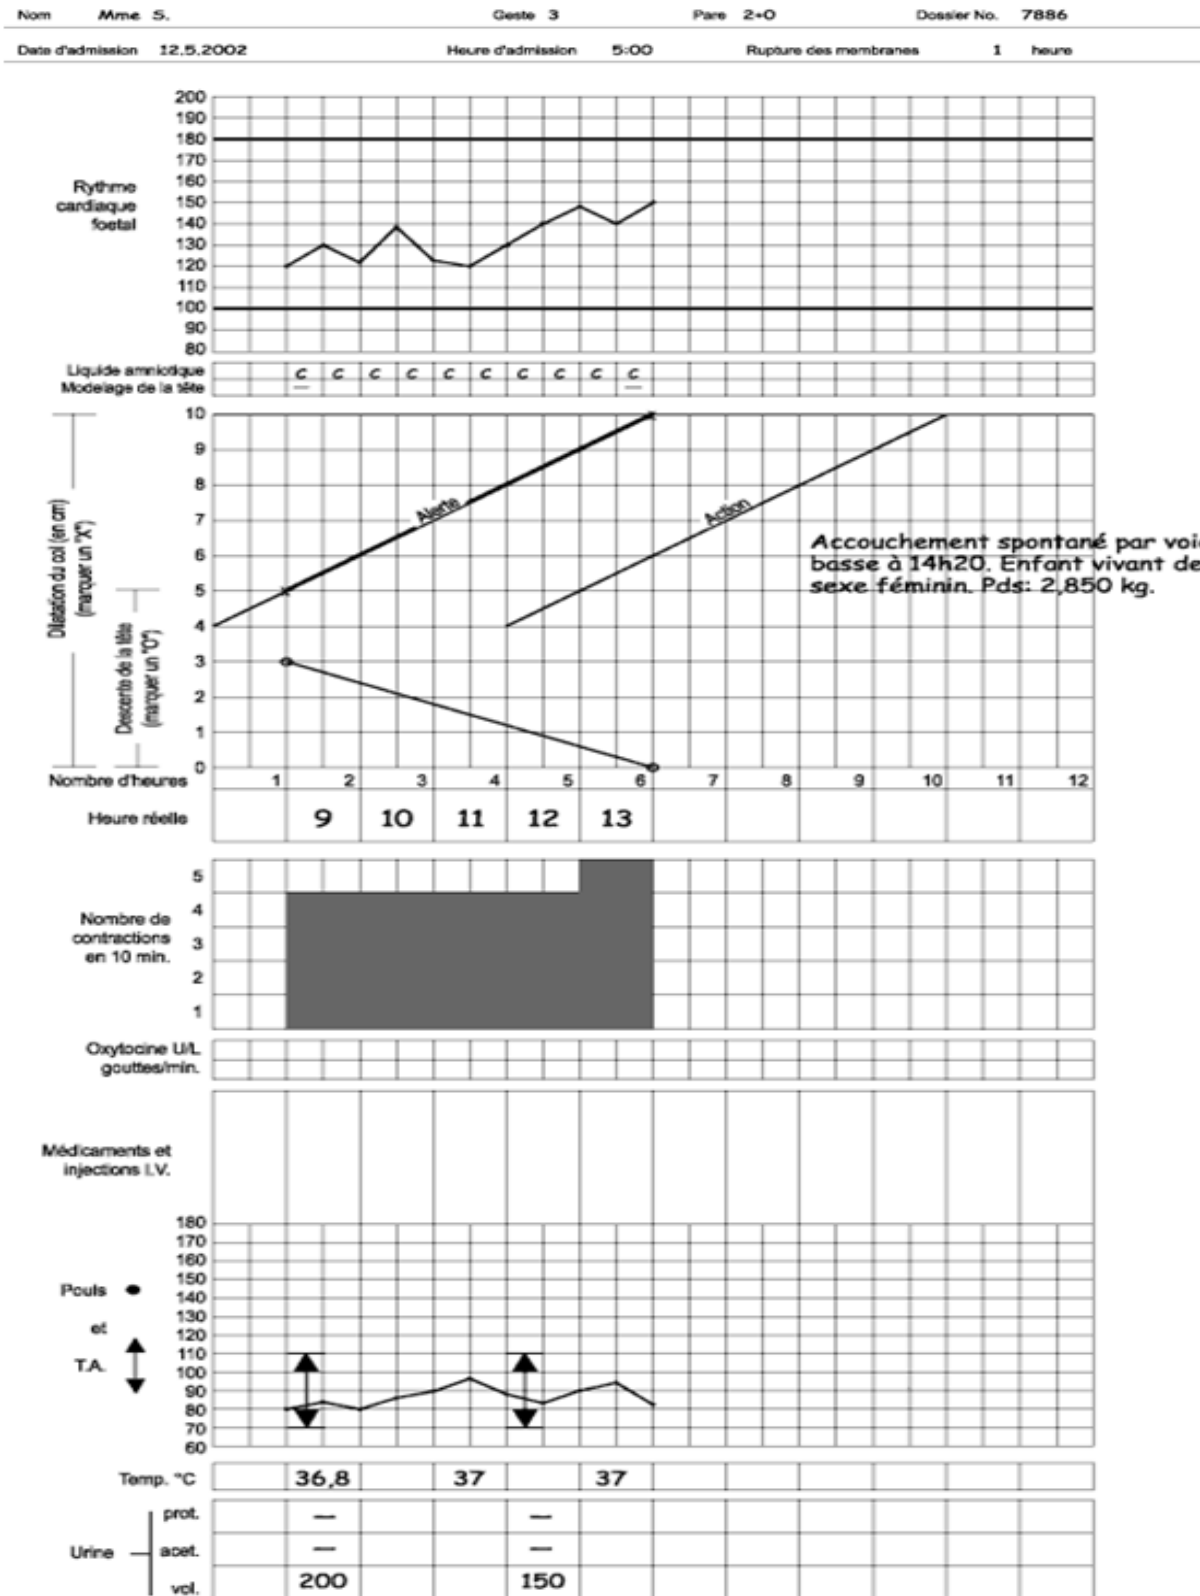 Nom Mme S. Geste 3 Pare 2+0 Dossier No. 7886
Date d'admission 12.5.2002 Heure d'admission 5:00 Rupture des membranes 1 heure
200
190
180
170
160
150
140
130
120
110
100
90
80
Rythme
cardiaque
foetal
Liquide amniotique c c c c c c c c c c
Modelage de la tête — —
10
9
8
7
6
5
4
3
2
1
0
Dilatation du col (en cm)
(marquer un "X")
Descente de la tête
(marquer un "O")
Alerte
Action
Accouchement spontané par voie
basse à 14h20. Enfant vivant de
sexe féminin. Pds: 2,850 kg.
Nombre d'heures 1 2 3 4 5 6 7 8 9 10 11 12
Heure réelle 9 10 11 12 13
Nombre de
contractions
en 10 min.
5
4
3
2
1
Oxytocine U/L
gouttes/min.
Médicaments et
injections I.V.
180
170
160
150
140
130
120
110
100
90
80
70
60
Pouls
et
T.A.
Temp. °C 36,8 37 37
Urine
prot. — —
acet. — —
vol. 200 150